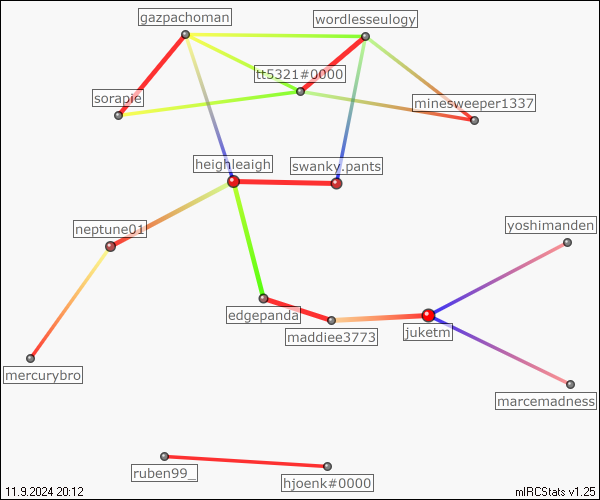 gazpachoman
wordlesseulogy
tt5321#0000
sorapie
minesweeper1337
heighleaigh
swanky.pants
neptune01
yoshimanden
edgepanda
maddiee3773
juketm
mercurybro
marcemadness
ruben99_
hjoenk#0000
11.9.2024 20:12
mIRCStats v1.25